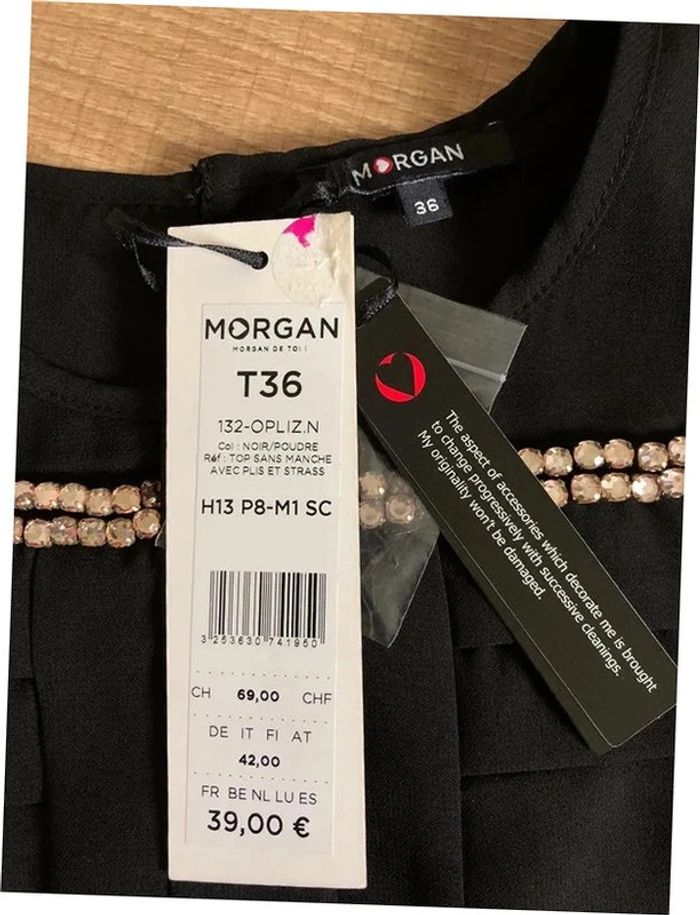 MORGAN
36
MORGAN
MORGAN DE TOI !
T36
132-OPLIZ.N
Col : NOIR/POUDRE
Réf : TOP SANS MANCHE
AVEC PLIS ET STRASS
H13 P8-M1 SC
3 253630 741950
CH 69,00 CHF
DE IT FI AT
42,00
FR BE NL LU ES
39,00 €
The aspect of accessories which decorate me is brought
to change progressively with successive cleanings.
My originality won't be damaged.